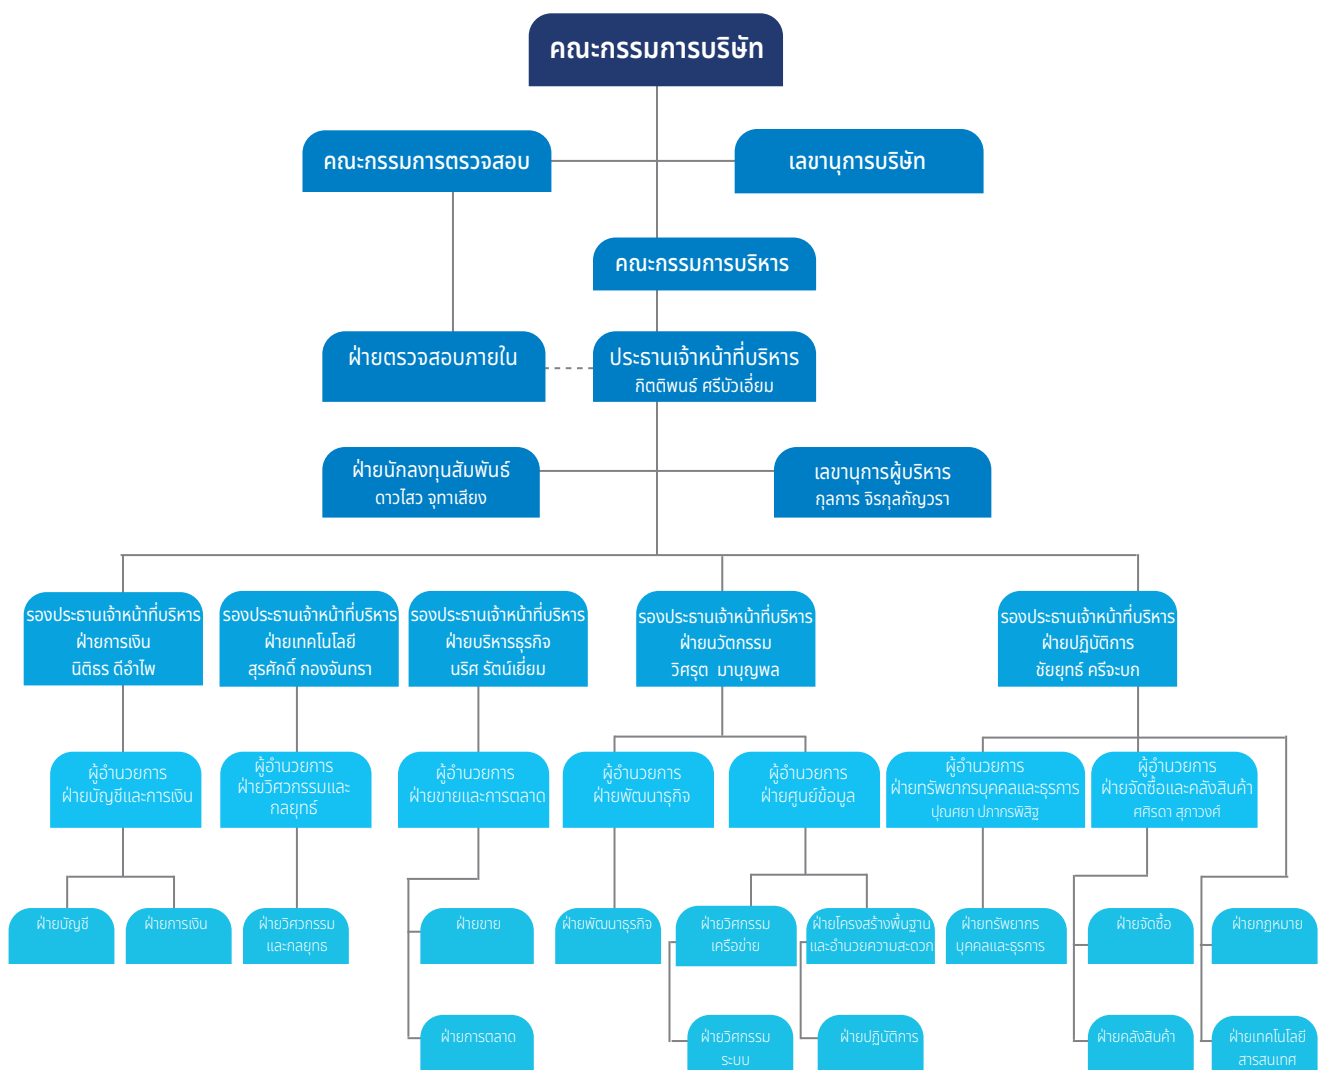 คณะกรรมการบริษัท
คณะกรรมการตรวจสอบ
เลขานุการบริษัท
คณะกรรมการบริหาร
ฝ่ายตรวจสอบภายใน
ประธานเจ้าหน้าที่บริหาร
กิตติพนธ์ ศรีบัวเอี่ยม
ฝ่ายนักลงทุนสัมพันธ์
ดาวไสว จุฑาเสียง
เลขานุการผู้บริหาร
กุลการ จิรกุลกัญวรา
รองประธานเจ้าหน้าที่บริหาร
ฝ่ายการเงิน
นิติธร ดีอำไพ
รองประธานเจ้าหน้าที่บริหาร
ฝ่ายเทคโนโลยี
สุรศักดิ์ กองจันทรา
รองประธานเจ้าหน้าที่บริหาร
ฝ่ายบริหารธุรกิจ
นริศ รัตน์เยี่ยม
รองประธานเจ้าหน้าที่บริหาร
ฝ่ายนวัตกรรม
วิศรุต มาบุญพล
รองประธานเจ้าหน้าที่บริหาร
ฝ่ายปฏิบัติการ
ชัยยุทธ์ ครีจะบก
ผู้อำนวยการ
ฝ่ายบัญชีและการเงิน
ผู้อำนวยการ
ฝ่ายวิศวกรรมและ
กลยุทธ์
ผู้อำนวยการ
ฝ่ายขายและการตลาด
ผู้อำนวยการ
ฝ่ายพัฒนาธุรกิจ
ผู้อำนวยการ
ฝ่ายศูนย์ข้อมูล
ผู้อำนวยการ
ฝ่ายทรัพยากรบุคคลและธุรการ
ปุณศยา ปภากรพิสิฐ
ผู้อำนวยการ
ฝ่ายจัดซื้อและคลังสินค้า
ศศิรดา สุภาวงศ์
ฝ่ายบัญชี
ฝ่ายการเงิน
ฝ่ายวิศวกรรม
และกลยุทธ
ฝ่ายขาย
ฝ่ายพัฒนาธุรกิจ
ฝ่ายวิศกรรม
เครือข่าย
ฝ่ายโครงสร้างพื้นฐาน
และอำนวยความสะดวก
ฝ่ายทรัพยากร
บุคคลและธุรการ
ฝ่ายจัดซื้อ
ฝ่ายกฎหมาย
ฝ่ายการตลาด
ฝ่ายวิศกรรม
ระบบ
ฝ่ายปฏิบัติการ
ฝ่ายคลังสินค้า
ฝ่ายเทคโนโลยี
สารสนเทศ